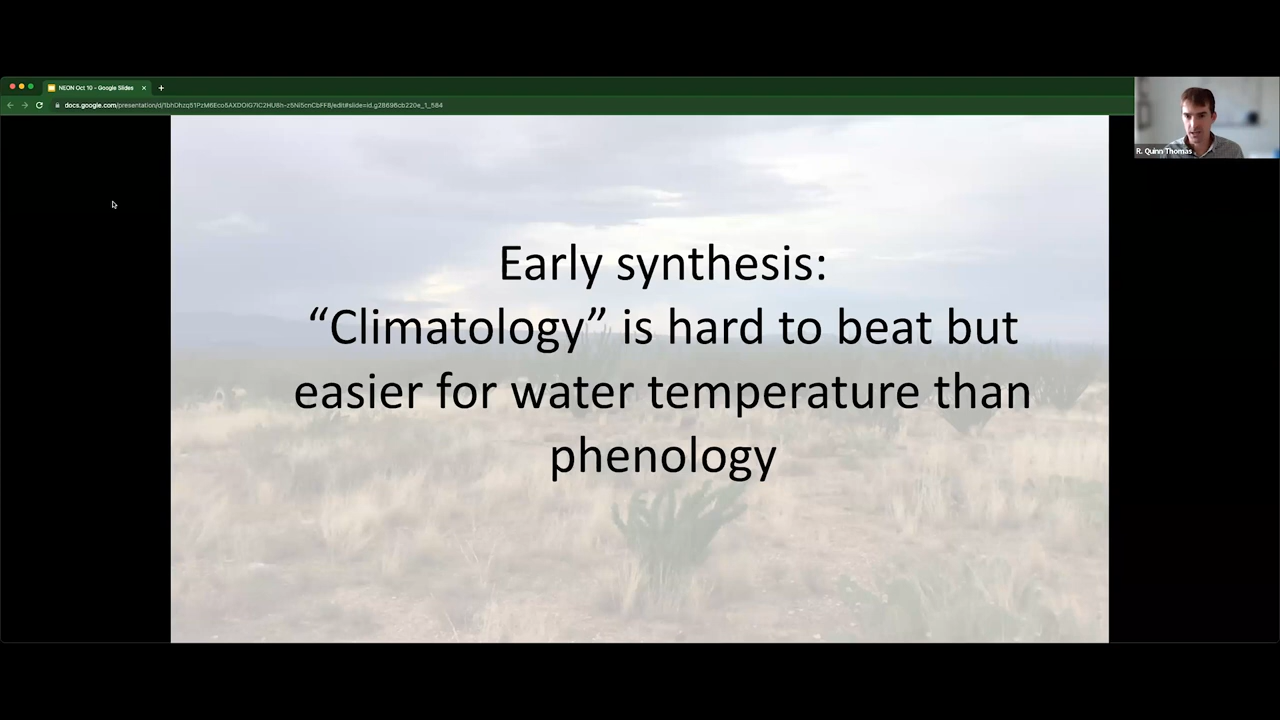 NEON Oct 10 - Google Slides
R. Quinn Thomas
Early synthesis:
“Climatology” is hard to beat but
easier for water temperature than
phenology